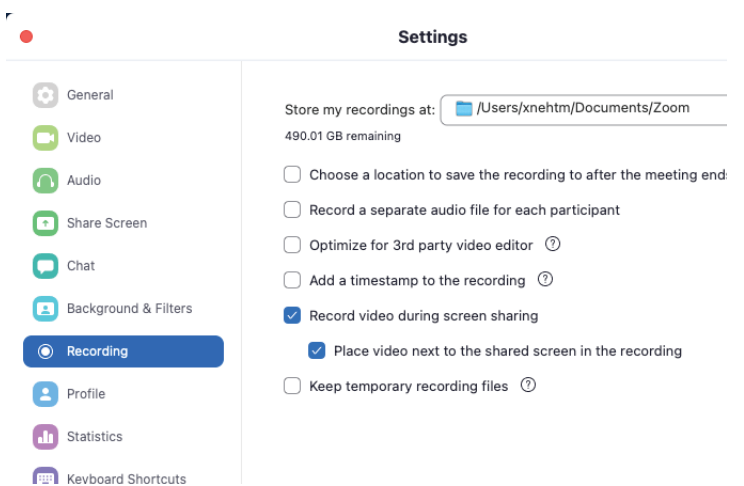 Settings
General
Video
Audio
Share Screen
Chat
Background & Filters
Recording
Profile
Statistics
Keyboard Shortcuts
Store my recordings at: /Users/xnehtm/Documents/Zoom
490.01 GB remaining
Choose a location to save the recording to after the meeting ends
Record a separate audio file for each participant
Optimize for 3rd party video editor
Add a timestamp to the recording
Record video during screen sharing
Place video next to the shared screen in the recording
Keep temporary recording files